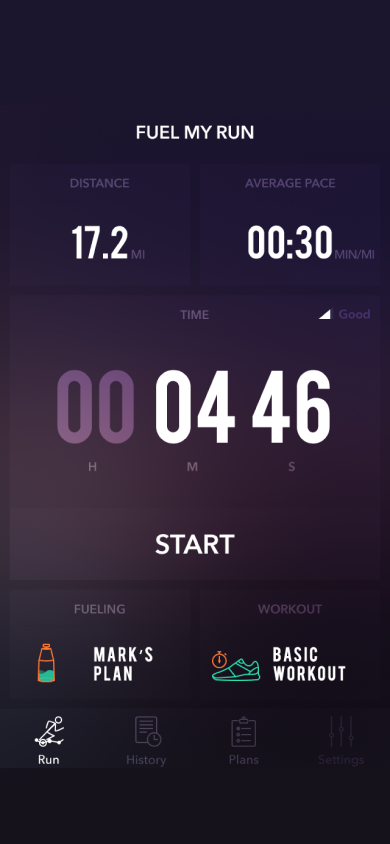 FUEL MY RUN
DISTANCE
17.2 MI
AVERAGE PACE
00:30 MIN/MI
TIME
Good
00 04 46
H M S
START
FUELING
MARK'S
PLAN
WORKOUT
BASIC
WORKOUT
Run History Plans Settings